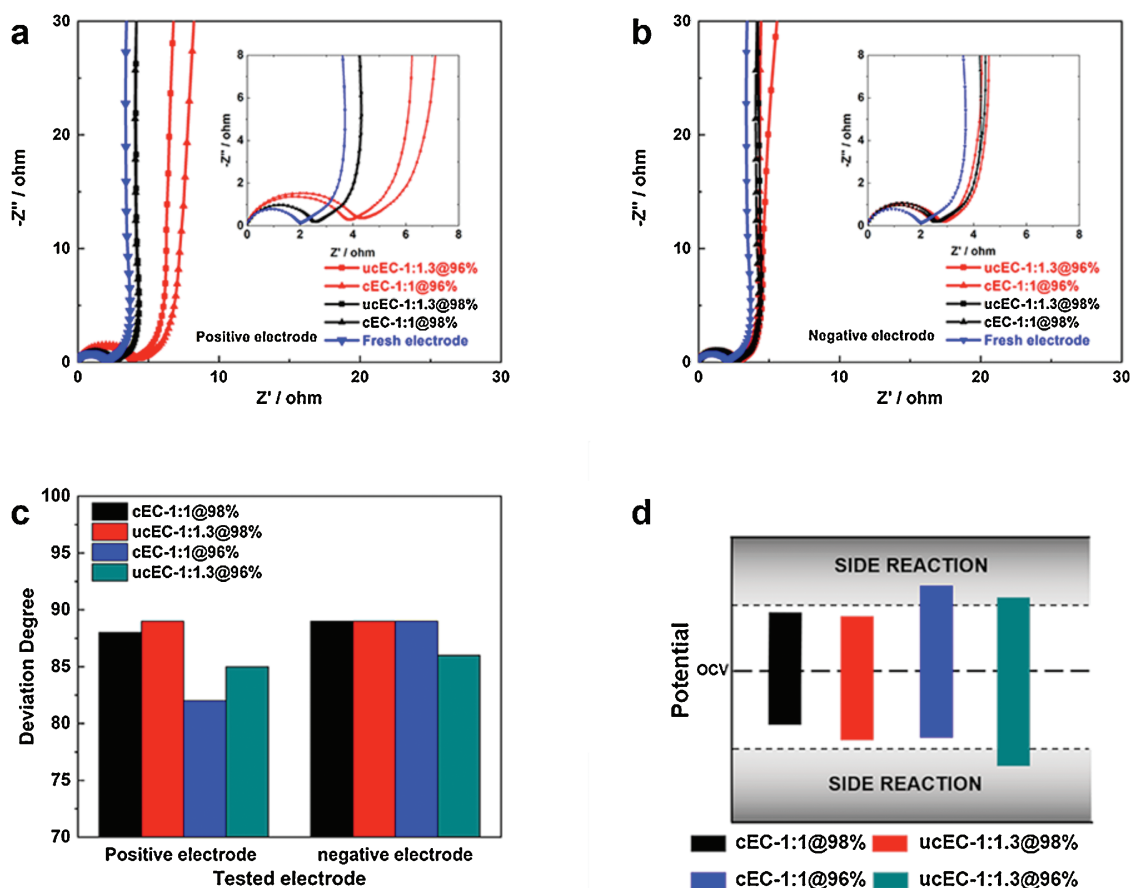 a
30
20
10
0
0
10
20
30
-Z'' / ohm
Z' / ohm
8
6
4
2
0
0
2
4
6
8
-Z'' / ohm
Z' / ohm
ucEC-1:1.3@96%
cEC-1:1@96%
ucEC-1:1.3@98%
cEC-1:1@98%
Positive electrode
Fresh electrode
b
30
20
10
0
0
10
20
30
-Z'' / ohm
Z' / ohm
8
6
4
2
0
0
2
4
6
8
-Z'' / ohm
Z' / ohm
ucEC-1:1.3@96%
cEC-1:1@96%
ucEC-1:1.3@98%
cEC-1:1@98%
Negative electrode
Fresh electrode
c
100
95
90
85
80
75
70
Deviation Degree
cEC-1:1@98%
ucEC-1:1.3@98%
cEC-1:1@96%
ucEC-1:1.3@96%
Positive electrode
negative electrode
Tested electrode
d
SIDE REACTION
OCV
Potential
SIDE REACTION
cEC-1:1@98%
ucEC-1:1.3@98%
cEC-1:1@96%
ucEC-1:1.3@96%